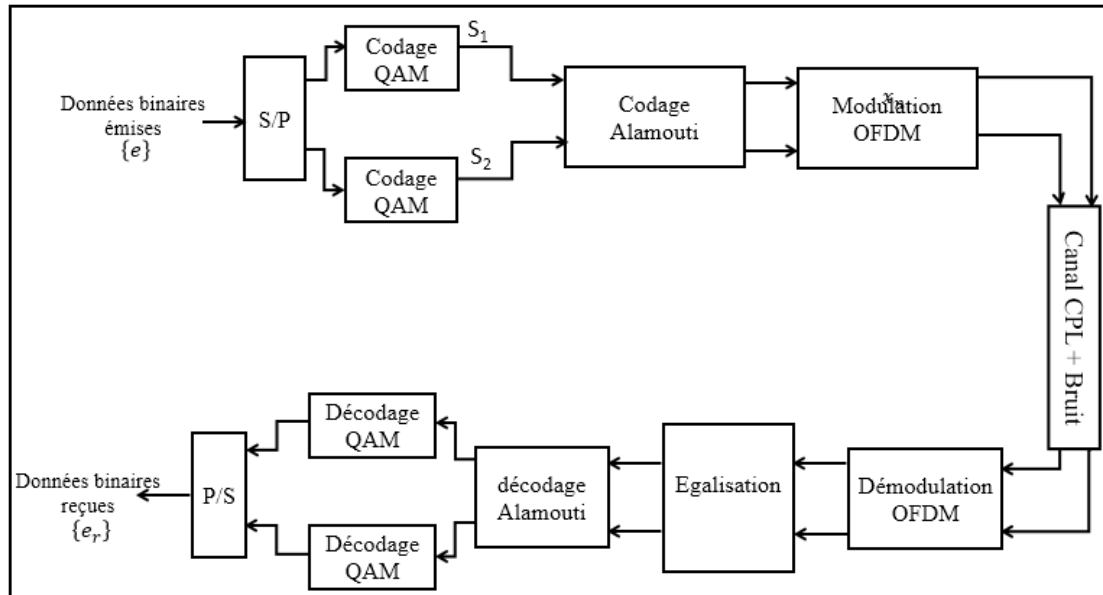 Données binaires
émises
{e}
S/P
Codage
QAM
S₁
Codage
QAM
S₂
Codage
Alamouti
Modulation
OFDM
Canal CPL + Bruit
Démodulation
OFDM
Egalisation
décodage
Alamouti
Décodage
QAM
Décodage
QAM
P/S
Données binaires
reçues
{eᵣ}